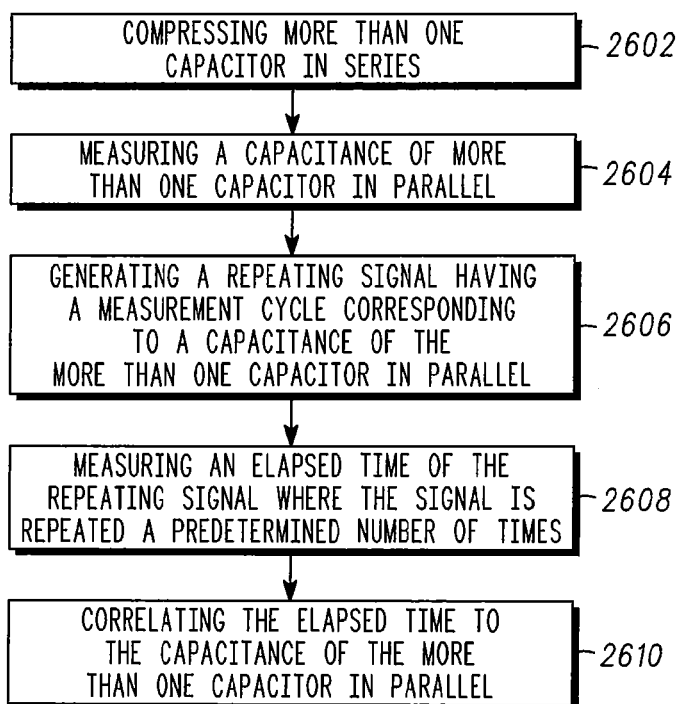 COMPRESSING MORE THAN ONE
CAPACITOR IN SERIES
2602
MEASURING A CAPACITANCE OF MORE
THAN ONE CAPACITOR IN PARALLEL
2604
GENERATING A REPEATING SIGNAL HAVING
A MEASUREMENT CYCLE CORRESPONDING
TO A CAPACITANCE OF THE
MORE THAN ONE CAPACITOR IN PARALLEL
2606
MEASURING AN ELAPSED TIME OF THE
REPEATING SIGNAL WHERE THE SIGNAL IS
REPEATED A PREDETERMINED NUMBER OF TIMES
2608
CORRELATING THE ELAPSED TIME TO
THE CAPACITANCE OF THE MORE
THAN ONE CAPACITOR IN PARALLEL
2610